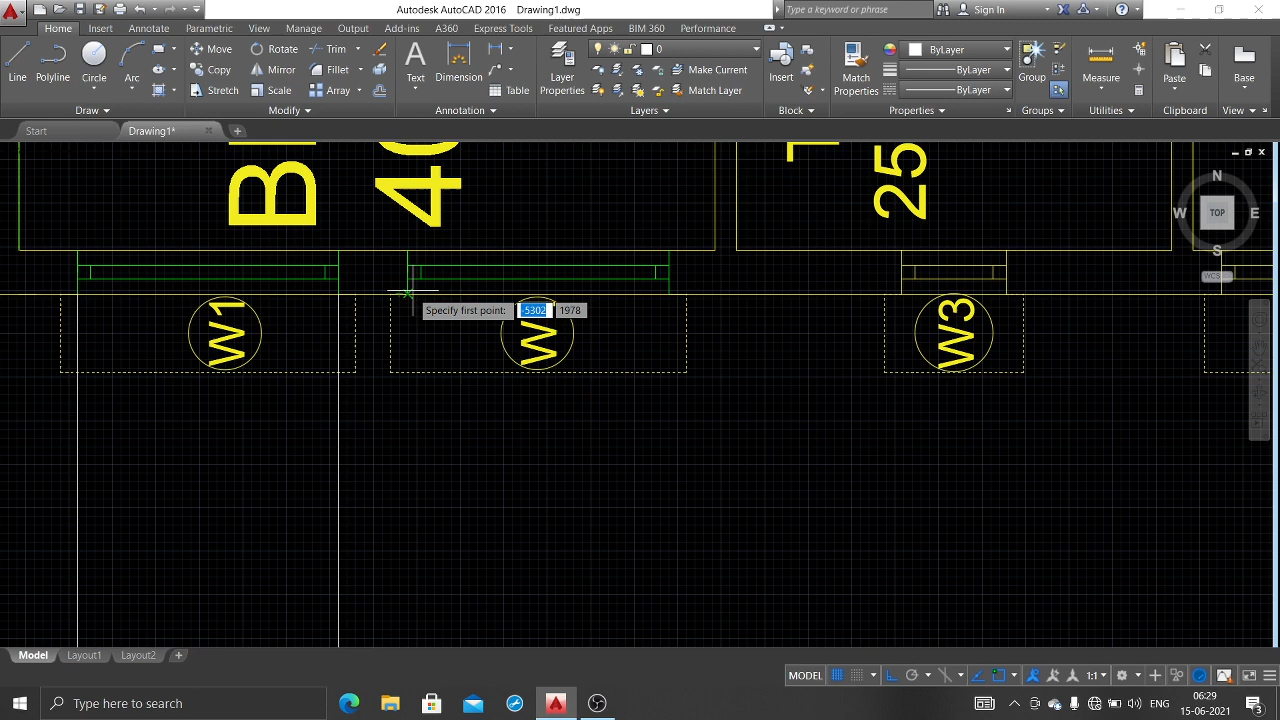 Autodesk AutoCAD 2016 Drawing1.dwg
Type a keyword or phrase
Sign In
Home Insert Annotate Parametric View Manage Output Add-ins A360 Express Tools Featured Apps BIM 360 Performance
Line Polyline Circle Arc
Move Rotate Trim
Copy Mirror Fillet
Stretch Scale Array
Text Dimension Table
Layer Properties
0
Make Current
Match Layer
Insert
Match Properties
ByLayer
ByLayer
ByLayer
Group
Measure
Paste
Base
Draw Modify Annotation Layers Block Properties Groups Utilities Clipboard View
Start Drawing1*
25
N
W TOP E
S
WCS
Specify first point: -5302 1978
W1 W W3
Model Layout1 Layout2
MODEL 1:1
Type here to search
ENG
06:29
15-06-2021
3